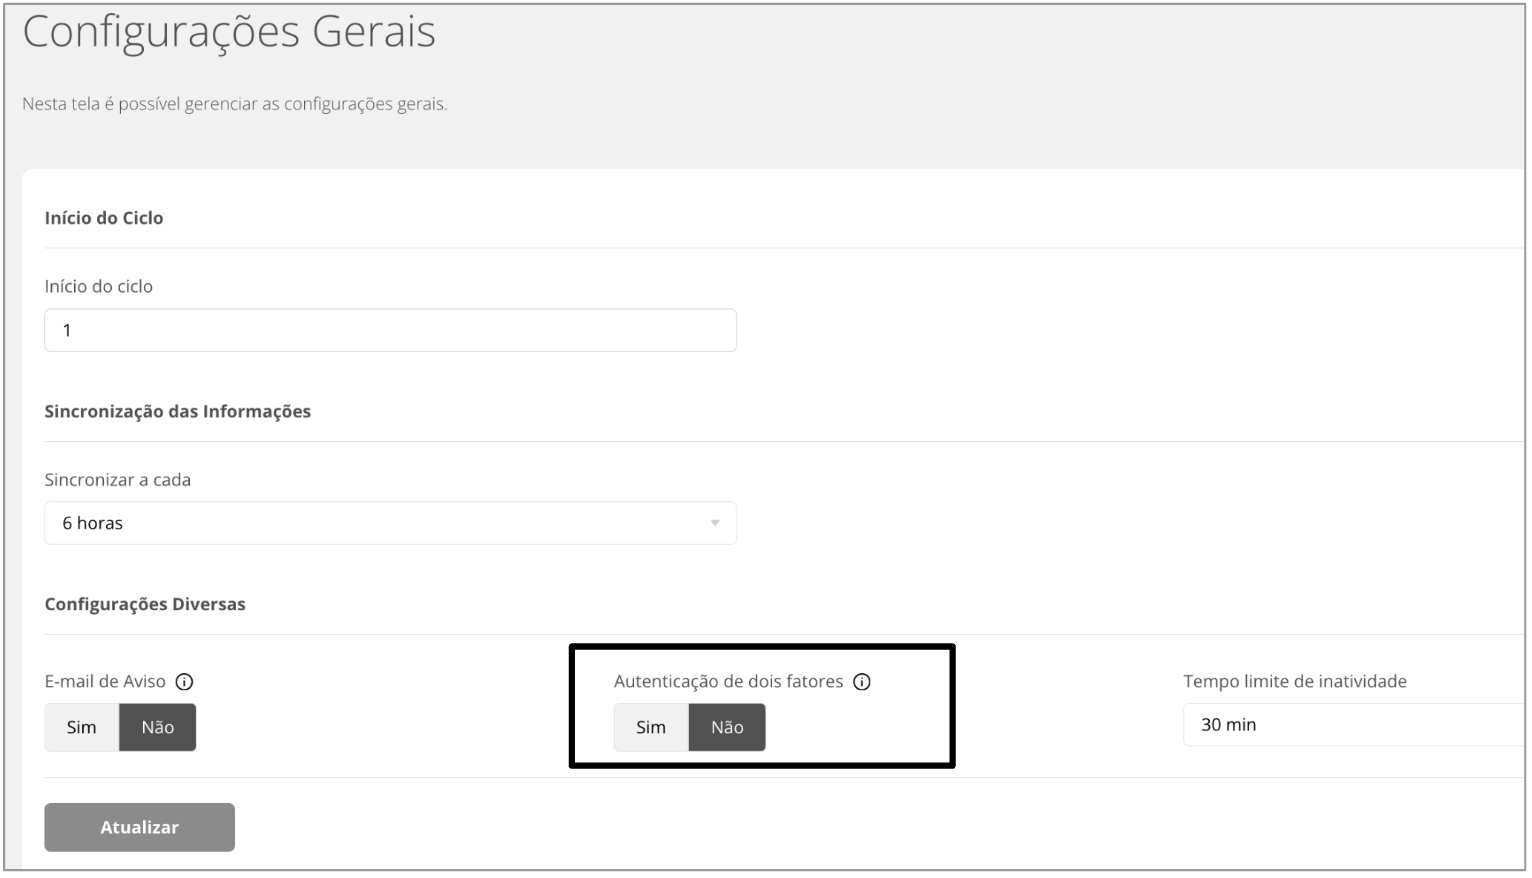 Configurações Gerais
Nesta tela é possível gerenciar as configurações gerais.
Início do Ciclo
Início do ciclo
1
Sincronização das Informações
Sincronizar a cada
6 horas
Configurações Diversas
E-mail de Aviso
Autenticação de dois fatores
Tempo limite de inatividade
Sim Não
Sim Não
30 min
Atualizar